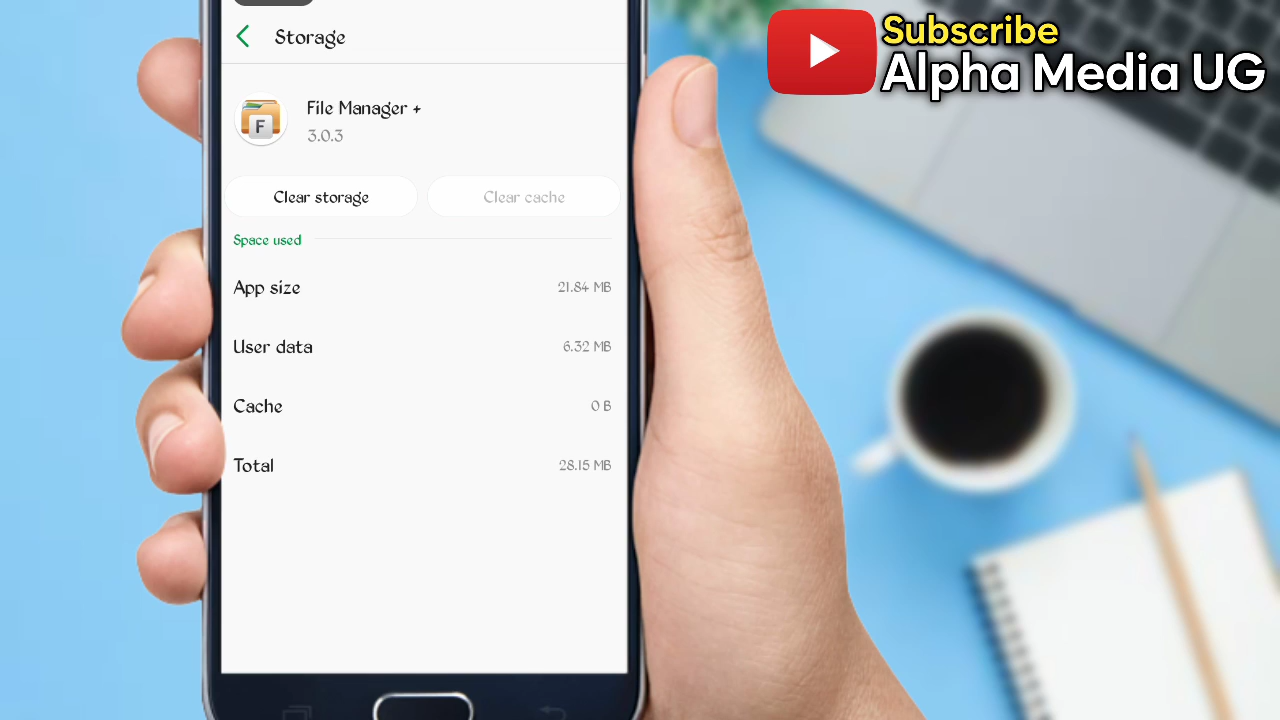 Subscribe
Alpha Media UG
Storage
File Manager +
3.0.3
F
Clear storage
Clear cache
Space used
App size 21.84 MB
User data 6.32 MB
Cache 0 B
Total 28.15 MB